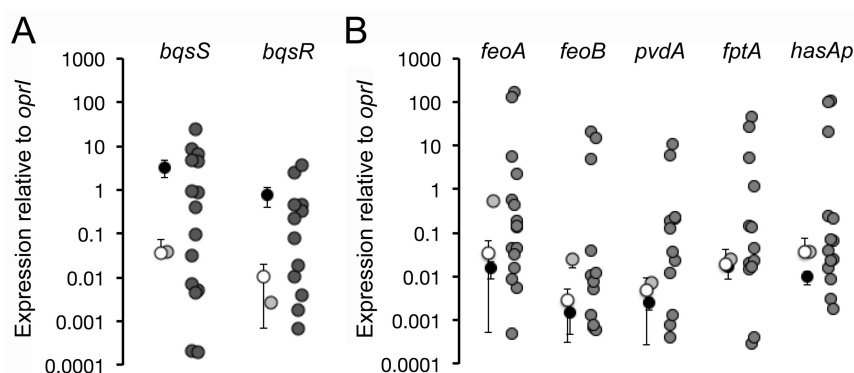 A
bqsS bqsR
Expression relative to oprI
1000
100
10
1
0.1
0.01
0.001
0.0001
B
feoA feoB pvdA fptA hasAp
Expression relative to oprI
1000
100
10
1
0.1
0.01
0.001
0.0001